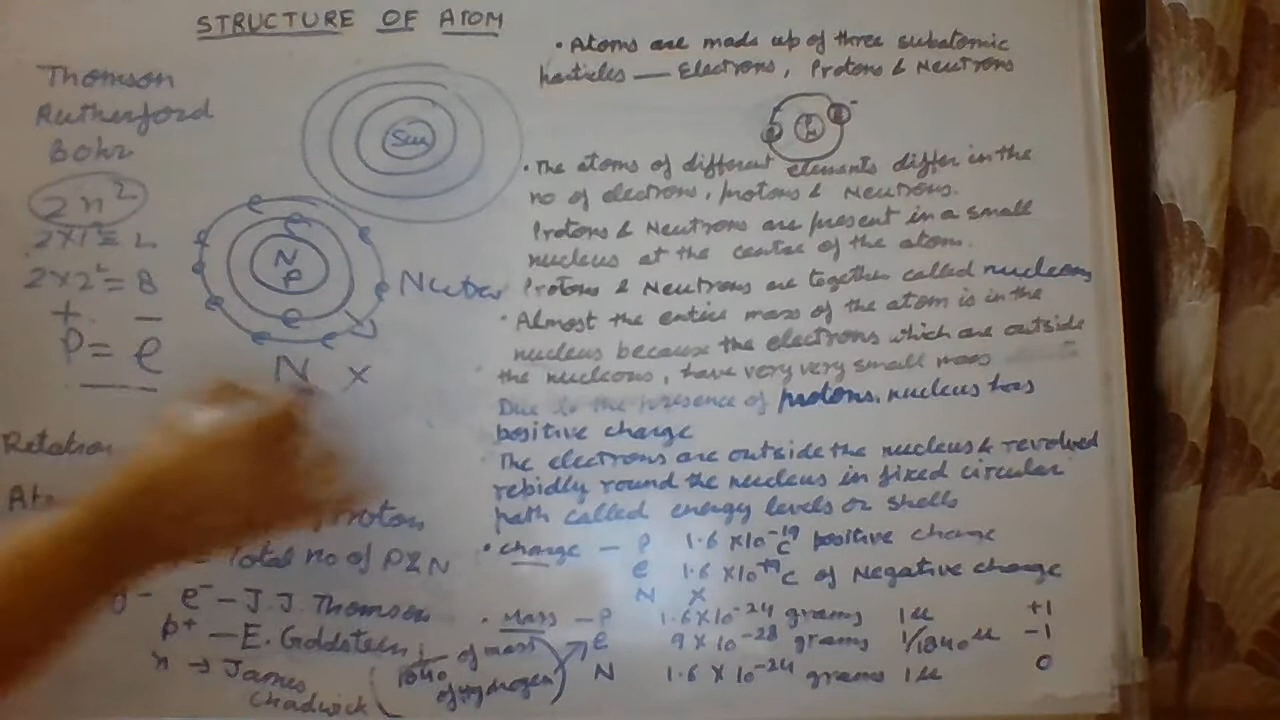 STRUCTURE OF ATOM
Thomson
Rutherford
Bohr
2n²
2×1²= 2
2×2²= 8
+ −
P = e
Sun
N
P
N X
Relation
proton
Total no of P & N
e⁻ – J.J. Thomson
p⁺ – E. Goldstein
n → James
Chadwick
1/1840 of mass
of Hydrogen
• Atoms are made up of three subatomic
particles — Electrons, Protons & Neutrons
• The atoms of different elements differ in the
no of electrons, protons & Neutrons.
Protons & Neutrons are present in a small
nucleus at the centre of the atom.
Protons & Neutrons are together called nucleons
• Almost the entire mass of the atom is in the
nucleus because the electrons which are outside
the nucleons, have very very small mass
Due to the presence of protons, nucleus has
positive charge
The electrons are outside the nucleus & revolved
rebidly round the nucleus in fixed circular
path called energy levels or shells
• charge – P 1.6 ×10⁻¹⁹ C positive charge
e 1.6 ×10⁻¹⁹ C of Negative charge
N X
• Mass – P 1.6×10⁻²⁴ grams 1u +1
e 9 ×10⁻²⁸ grams 1/1840 u −1
N 1.6 × 10⁻²⁴ grams 1u 0